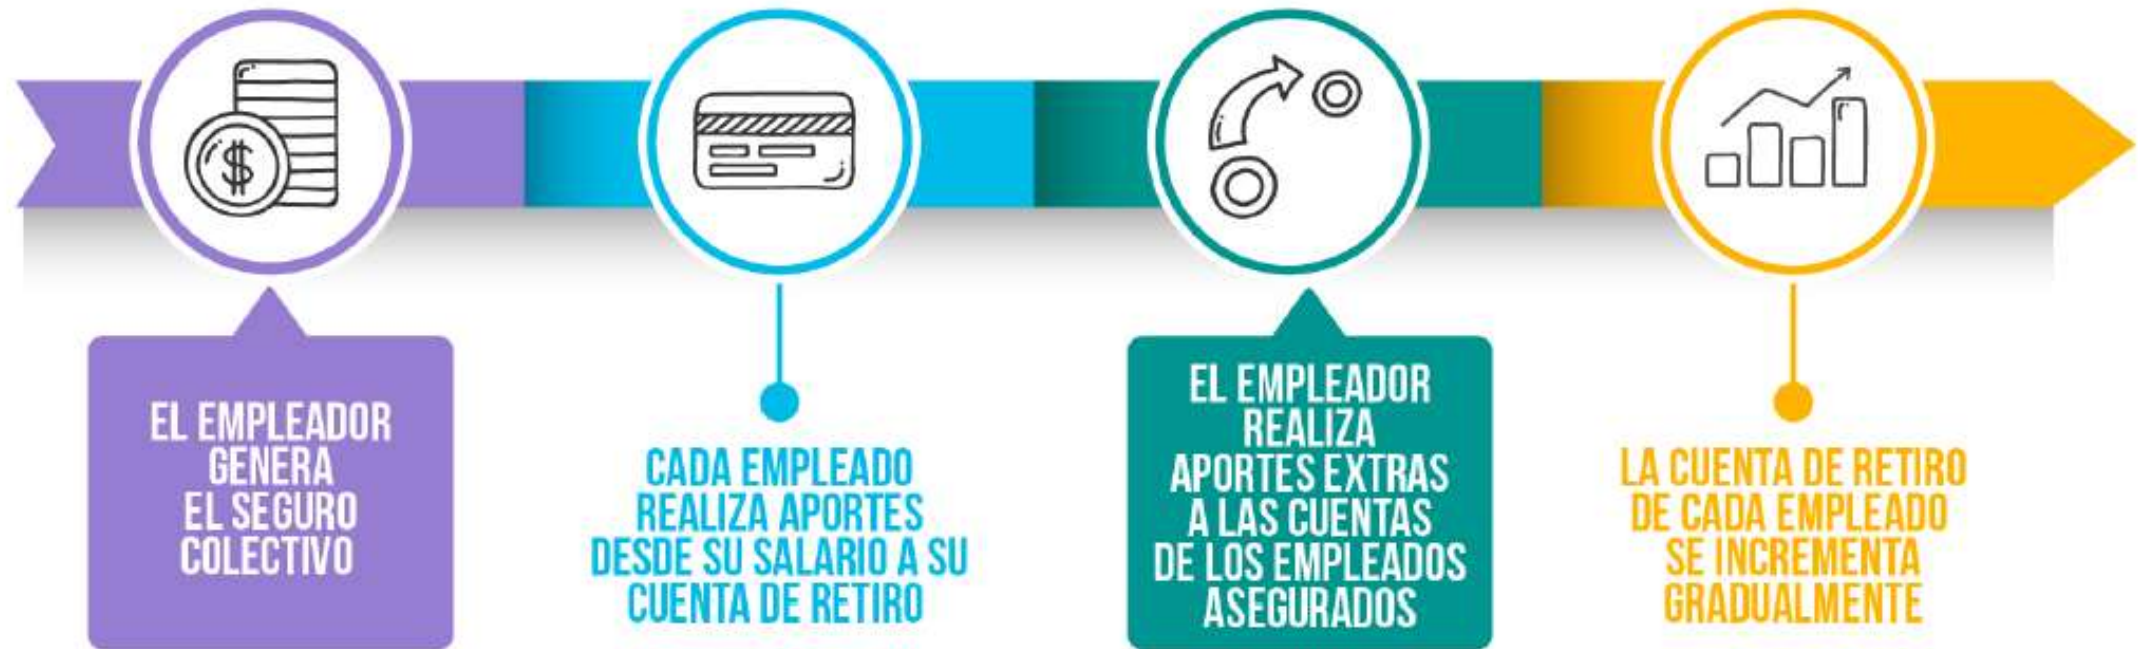 $
EL EMPLEADOR
GENERA
EL SEGURO
COLECTIVO
CADA EMPLEADO
REALIZA APORTES
DESDE SU SALARIO A SU
CUENTA DE RETIRO
EL EMPLEADOR
REALIZA
APORTES EXTRAS
A LAS CUENTAS
DE LOS EMPLEADOS
ASEGURADOS
LA CUENTA DE RETIRO
DE CADA EMPLEADO
SE INCREMENTA
GRADUALMENTE